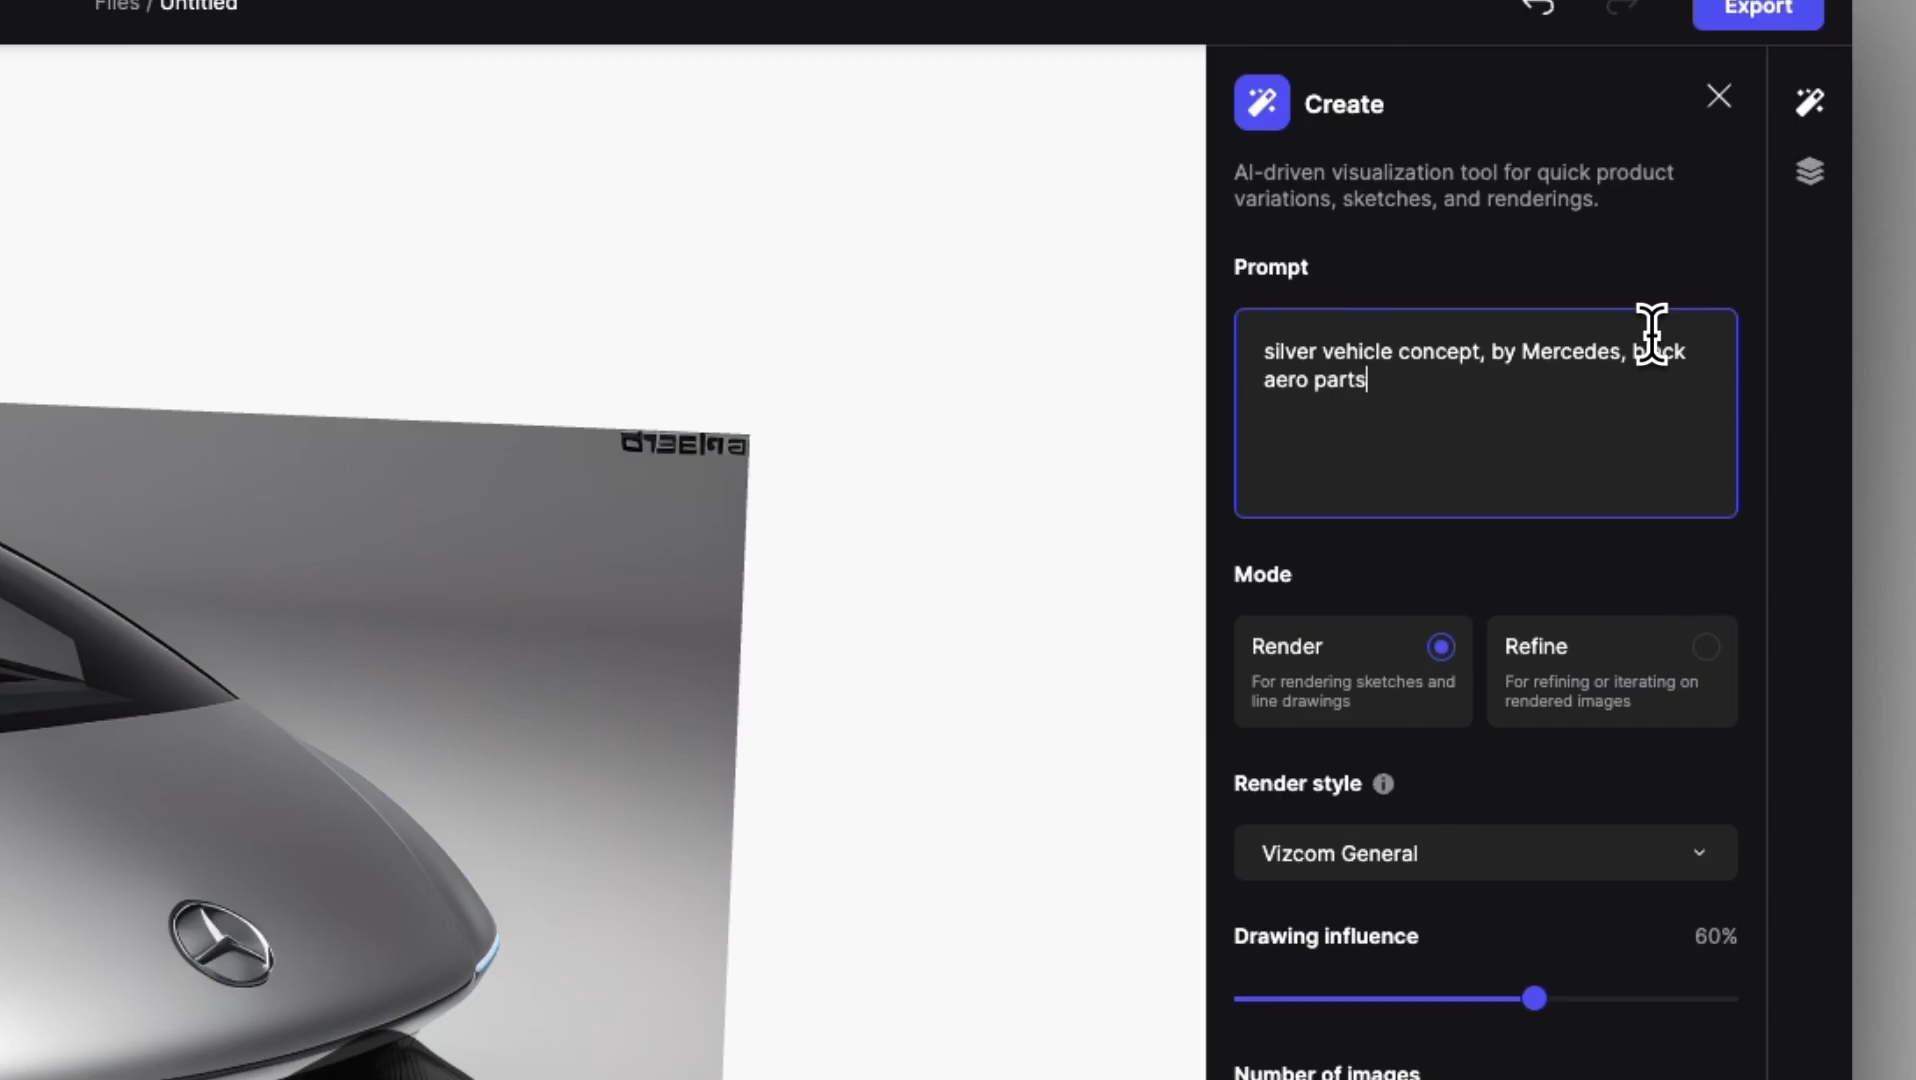 Files / Untitled
Export
Create
AI-driven visualization tool for quick product
variations, sketches, and renderings.
Prompt
silver vehicle concept, by Mercedes, black
aero parts
Mode
Render
For rendering sketches and
line drawings
Refine
For refining or iterating on
rendered images
Render style
Vizcom General
Drawing influence
60%
Number of images